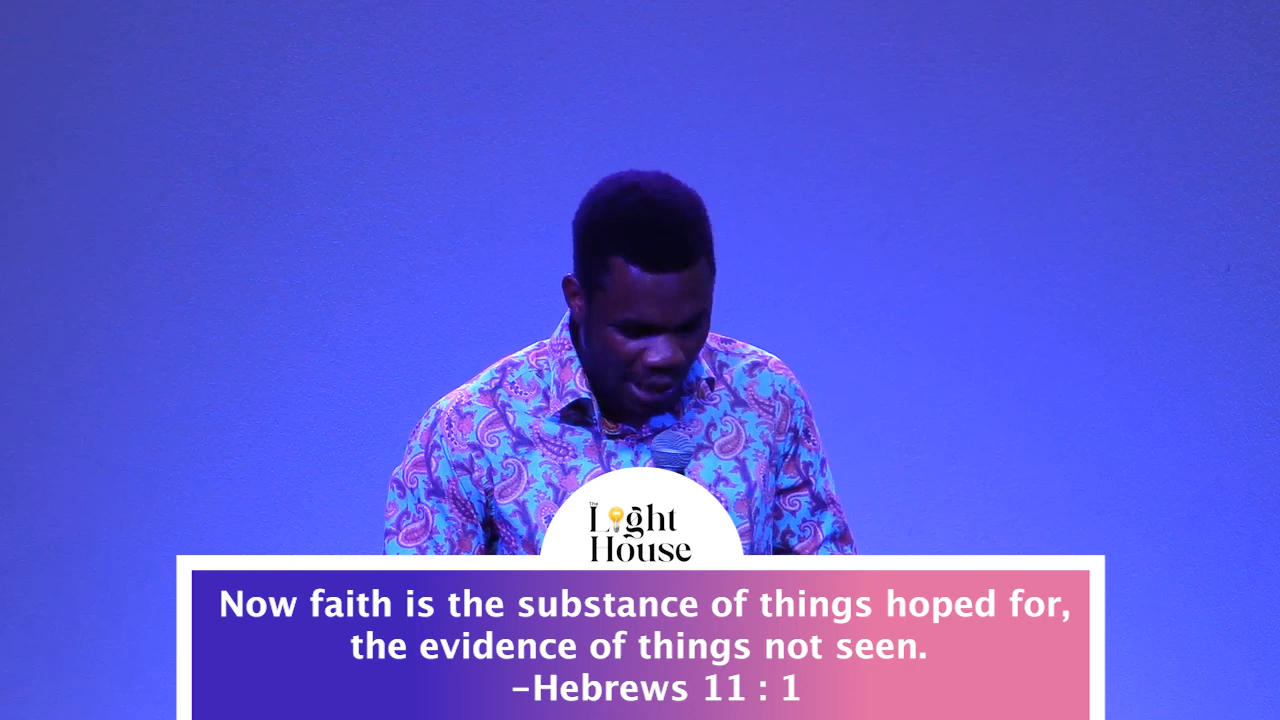 The
Light
House
Now faith is the substance of things hoped for,
the evidence of things not seen.
-Hebrews 11 : 1